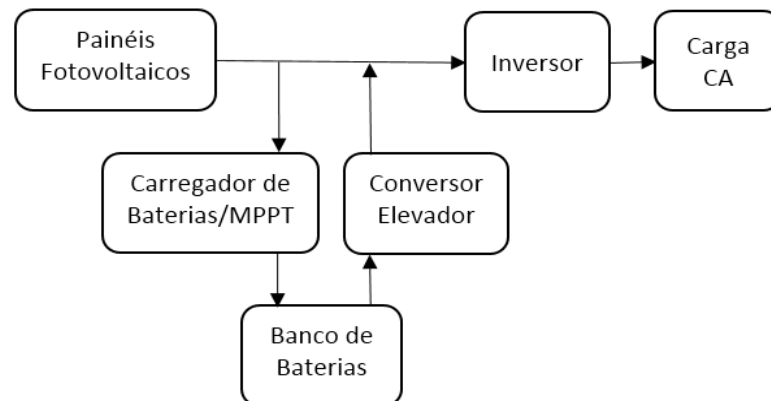 Painéis
Fotovoltaicos
Inversor
Carga
CA
Carregador de
Baterias/MPPT
Conversor
Elevador
Banco de
Baterias